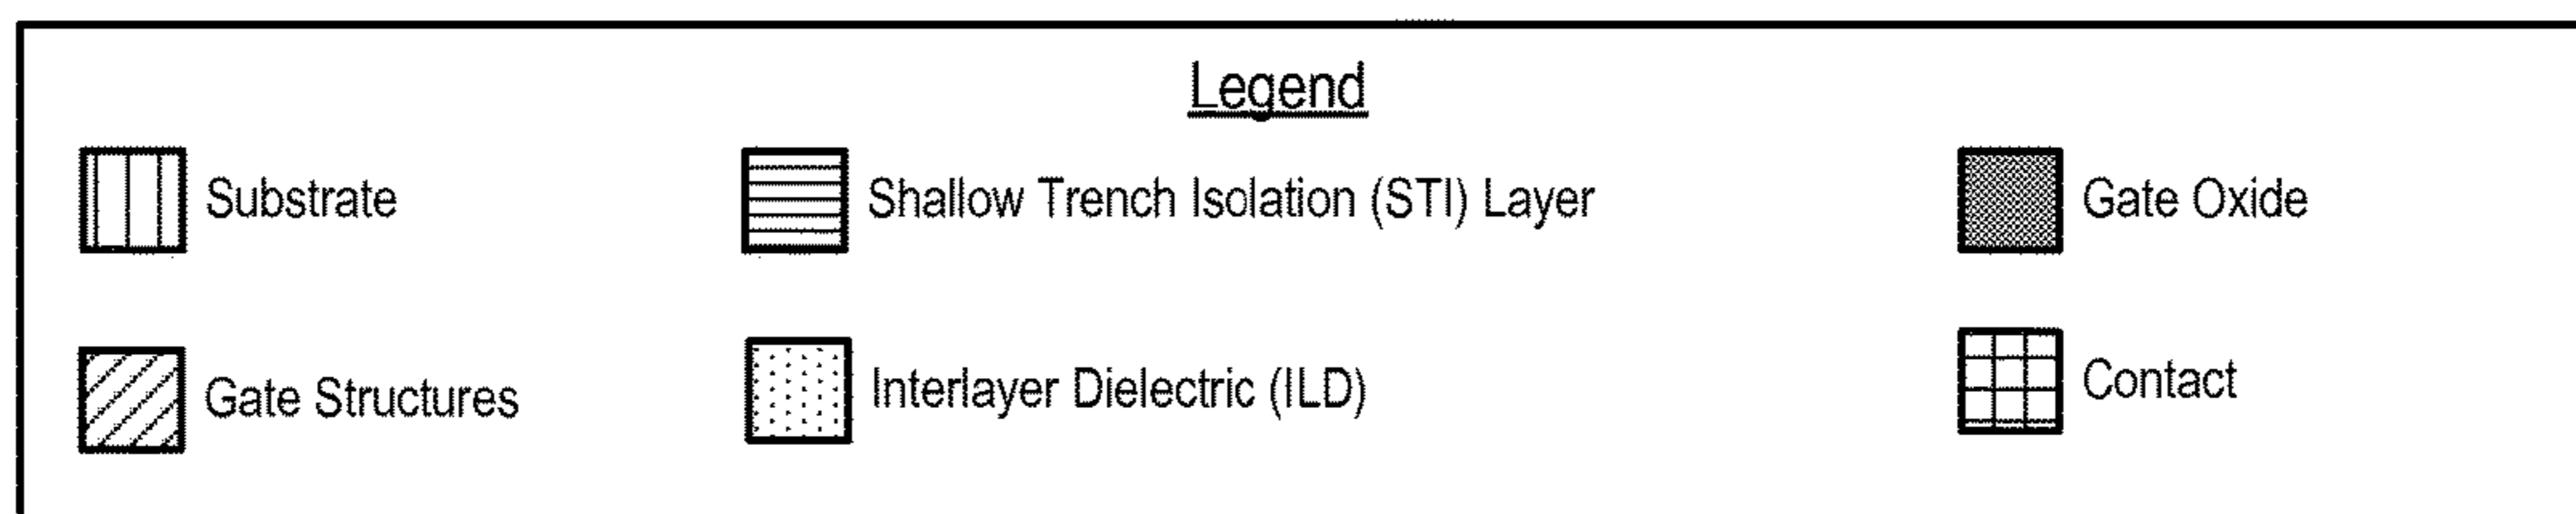 Legend
Substrate
Shallow Trench Isolation (STI) Layer
Gate Oxide
Gate Structures
Interlayer Dielectric (ILD)
Contact